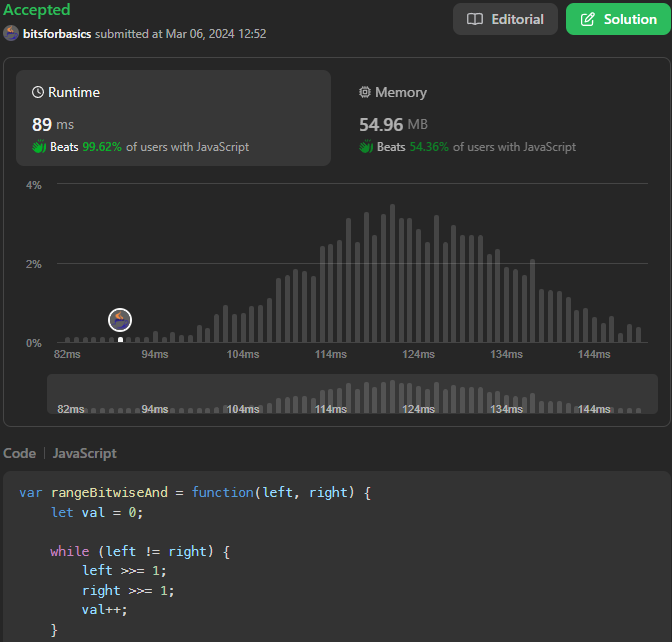 Accepted
Editorial
Solution
bitsforbasics submitted at Mar 06, 2024 12:52
Runtime
89 ms
Beats 99.62% of users with JavaScript
Memory
54.96 MB
Beats 54.36% of users with JavaScript
4%
2%
0%
82ms 94ms 104ms 114ms 124ms 134ms 144ms
82ms 94ms 104ms 114ms 124ms 134ms 144ms
Code | JavaScript
var rangeBitwiseAnd = function(left, right) {
    let val = 0;
    while (left != right) {
        left >>= 1;
        right >>= 1;
        val++;
    }